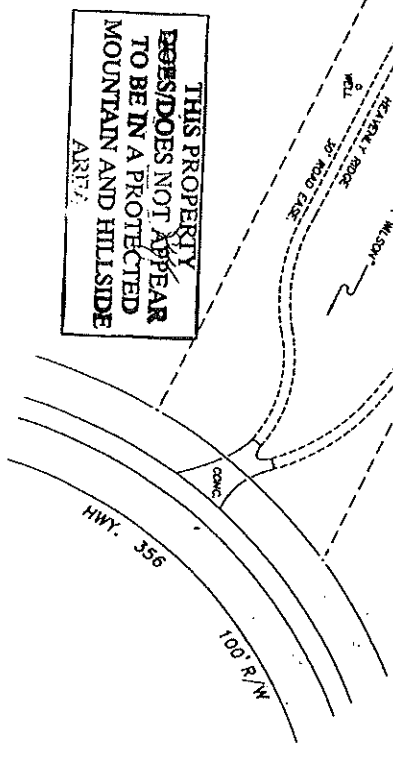 THIS PROPERTY
DOES/DOES NOT APPEAR
TO BE IN A PROTECTED
MOUNTAIN AND HILLSIDE
AREA
WELL
HEAVENLY RIDGE
30' ROAD EASE.
WILSON"
CONC.
HWY. 356
100' R/W